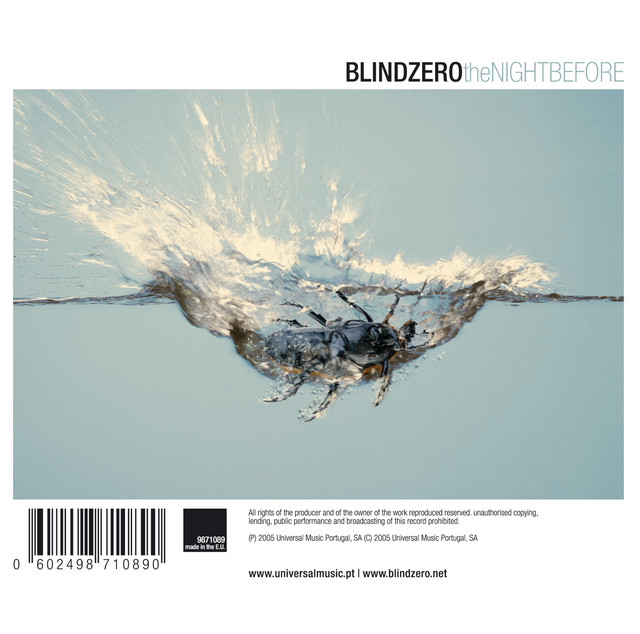 BLINDZEROtheNIGHTBEFORE
All rights of the producer and of the owner of the work reproduced reserved. unauthorised copying,
lending, public performance and broadcasting of this record prohibited.
(P) 2005 Universal Music Portugal, SA (C) 2005 Universal Music Portugal, SA
9871089
made in the E.U.
0 602498 710890
www.universalmusic.pt | www.blindzero.net